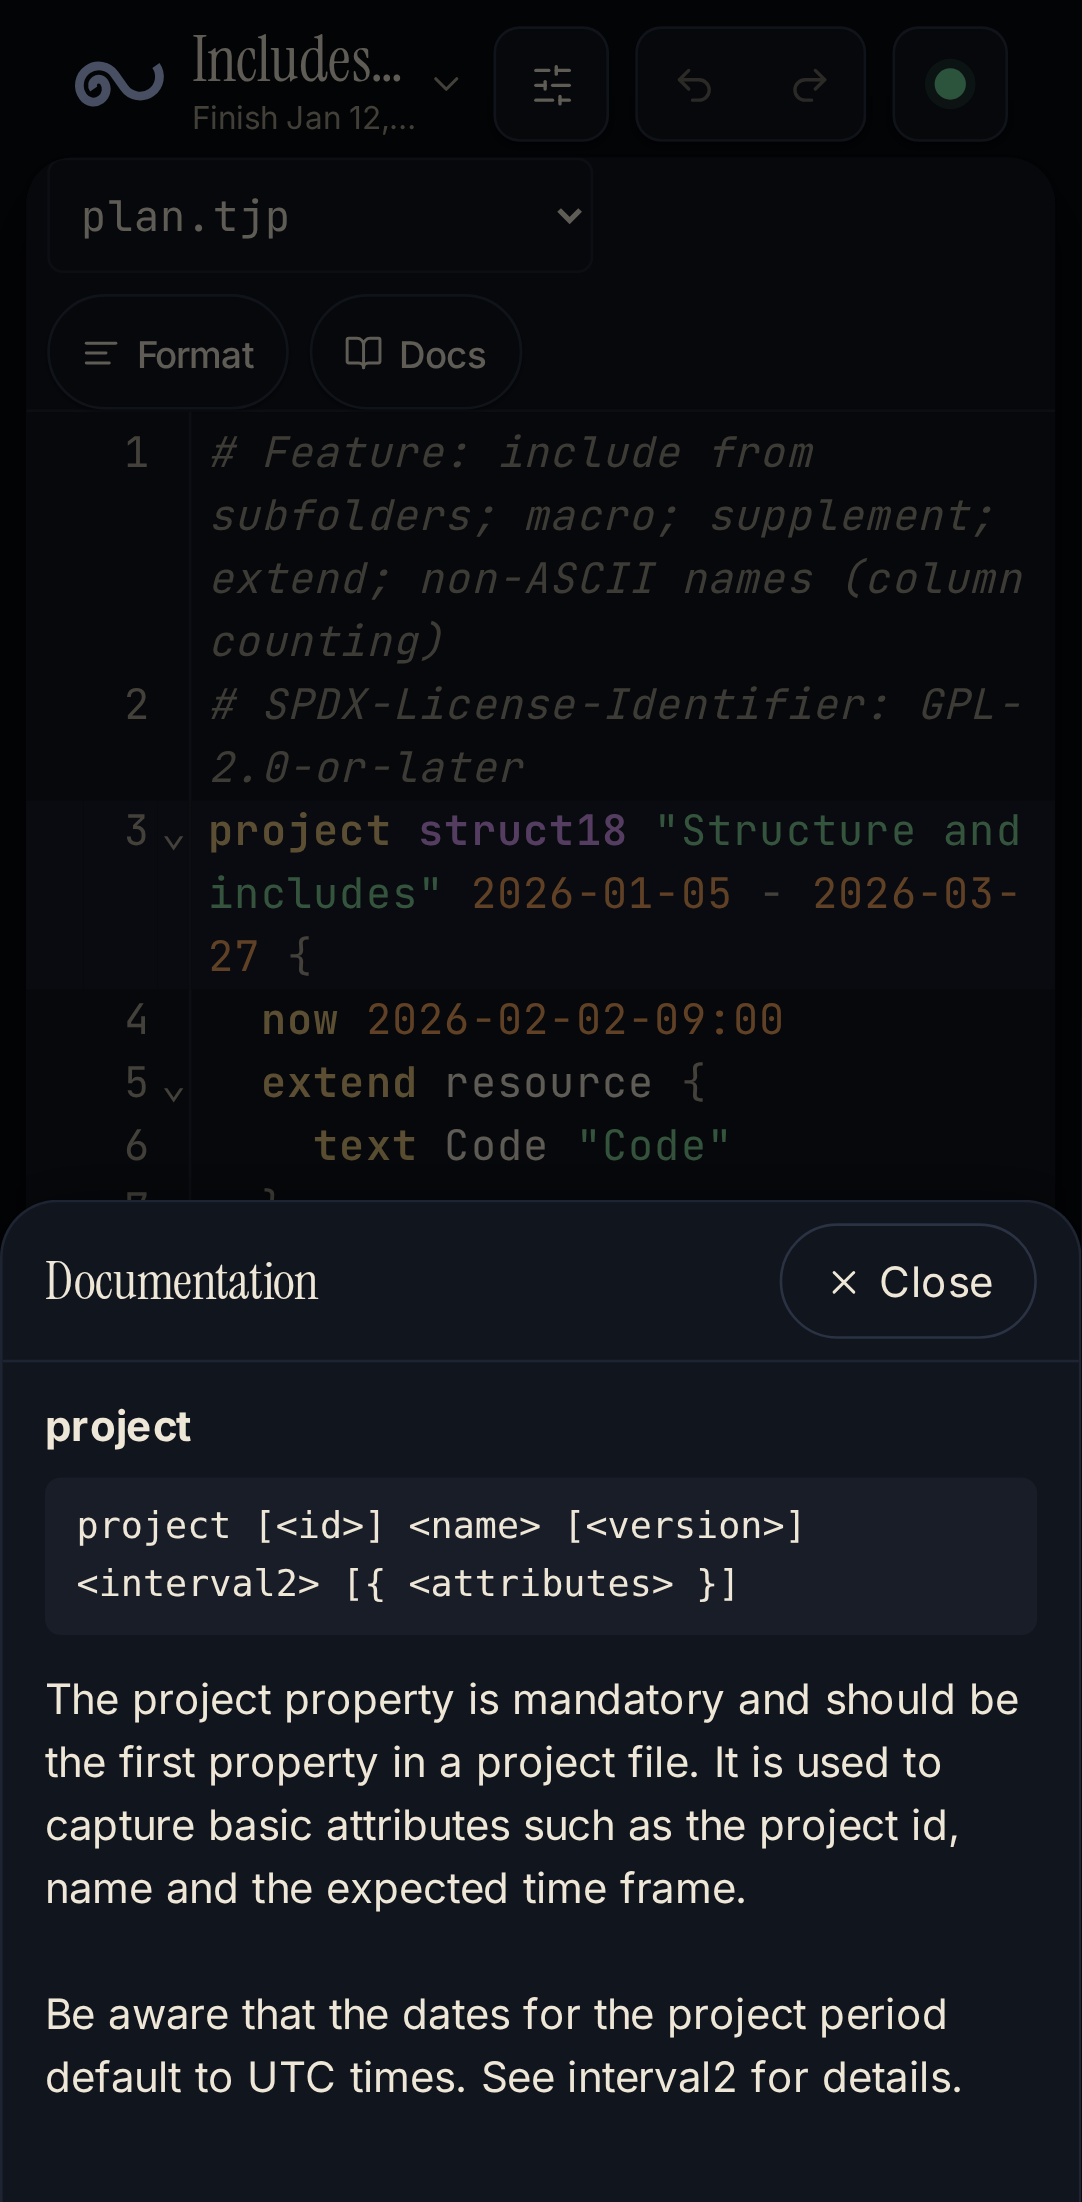 Includes...
Finish Jan 12,...
plan.tjp
Format
Docs
1 # Feature: include from
subfolders; macro; supplement;
extend; non-ASCII names (column
counting)
2 # SPDX-License-Identifier: GPL-
2.0-or-later
3 project struct18 "Structure and
includes" 2026-01-05 - 2026-03-
27 {
4 now 2026-02-02-09:00
5 extend resource {
6 text Code "Code"
7 }
Documentation
Close
project
project [<id>] <name> [<version>]
<interval2> [{ <attributes> }]
The project property is mandatory and should be
the first property in a project file. It is used to
capture basic attributes such as the project id,
name and the expected time frame.
Be aware that the dates for the project period
default to UTC times. See interval2 for details.